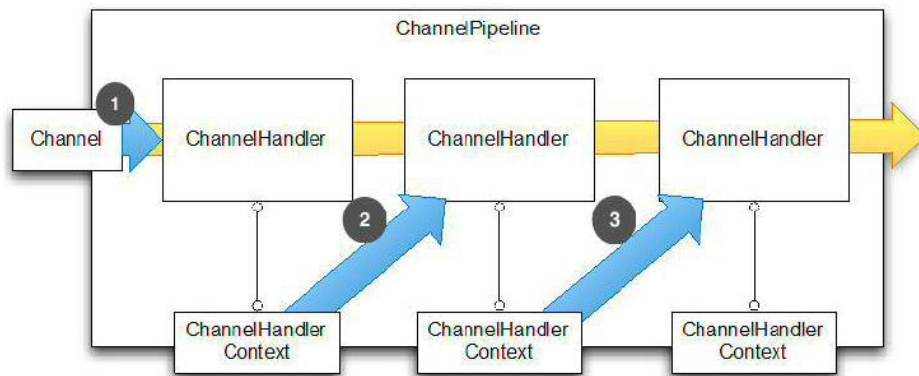 ChannelPipeline
1
Channel
ChannelHandler
ChannelHandler
ChannelHandler
2
3
ChannelHandler
Context
ChannelHandler
Context
ChannelHandler
Context